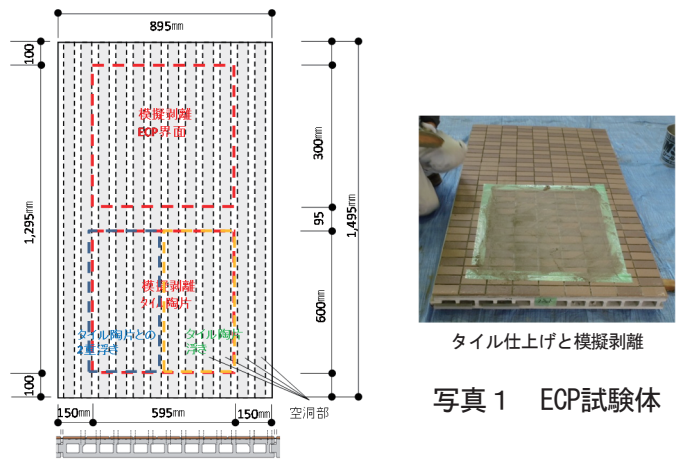 895㎜
100
1,295㎜
100
模擬剥離
ECP界面)
模擬剥離
タイル陶片
タイル陶片との
2重浮き
タイル陶片
浮き
300㎜
95
600㎜
1,495㎜
150㎜
595㎜
150㎜
空洞部
タイル仕上げと模擬剥離
写真1 ECP試験体